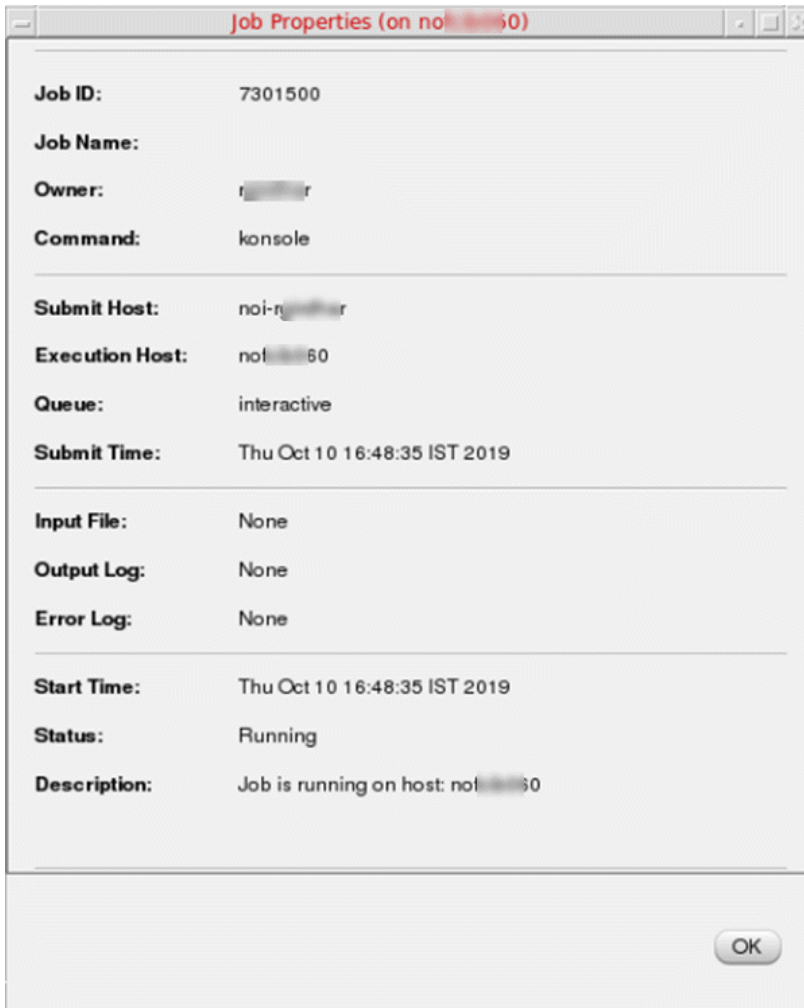 Job Properties (on no 60)
Job ID: 7301500
Job Name:
Owner:
Command: konsole
Submit Host: noi-r
Execution Host: 60
Queue: interactive
Submit Time: Thu Oct 10 16:48:35 IST 2019
Input File: None
Output Log: None
Error Log: None
Start Time: Thu Oct 10 16:48:35 IST 2019
Status: Running
Description: Job is running on host:
OK